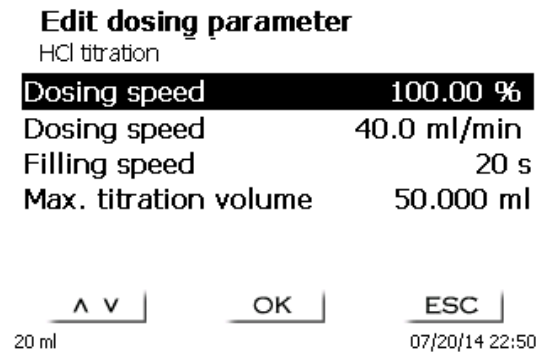 Edit dosing parameter
HCl titration
Dosing speed 100.00 %
Dosing speed 40.0 ml/min
Filling speed 20 s
Max. titration volume 50.000 ml
∧ ∨ OK ESC
20 ml 07/20/14 22:50